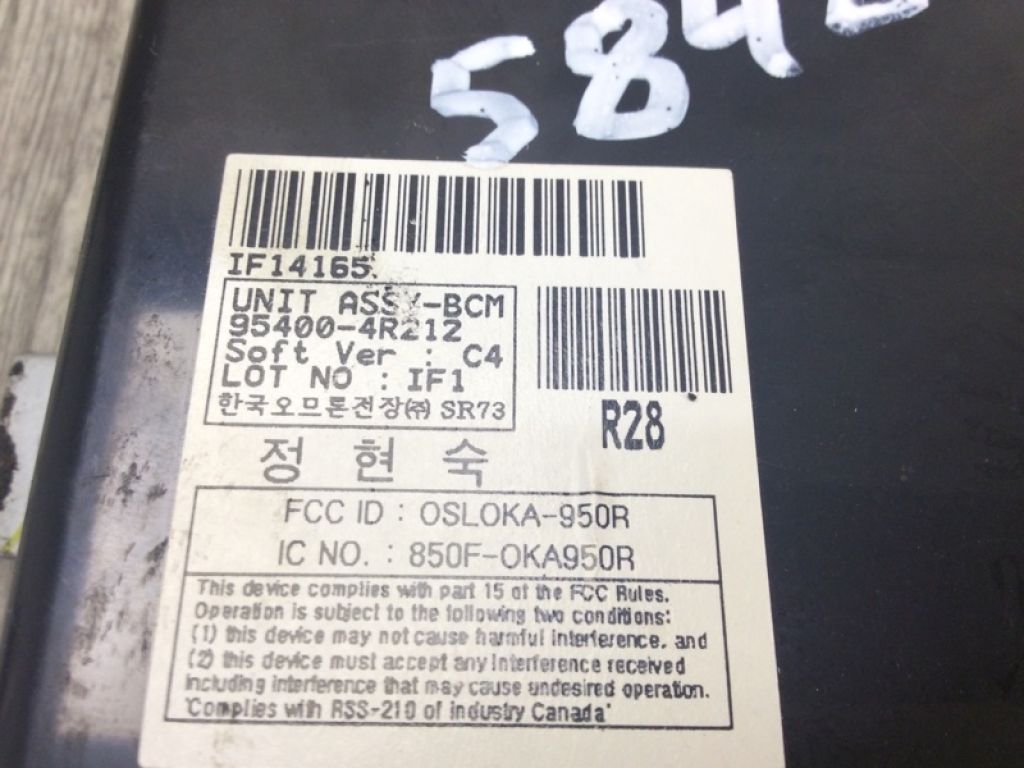 584
IF14165
UNIT ASSY-BCM
95400-4R212
Soft Ver : C4
LOT NO : IF1
한국오므론전장㈜ SR73
R28
정 현 숙
FCC ID : OSLOKA-950R
IC NO. : 850F-OKA950R
This device complies with part 15 of the FCC Rules.
Operation is subject to the following two conditions:
(1) this device may not cause harmful interference, and
(2) this device must accept any interference received
including interference that may cause undesired operation.
"Complies with RSS-210 of industry Canada"